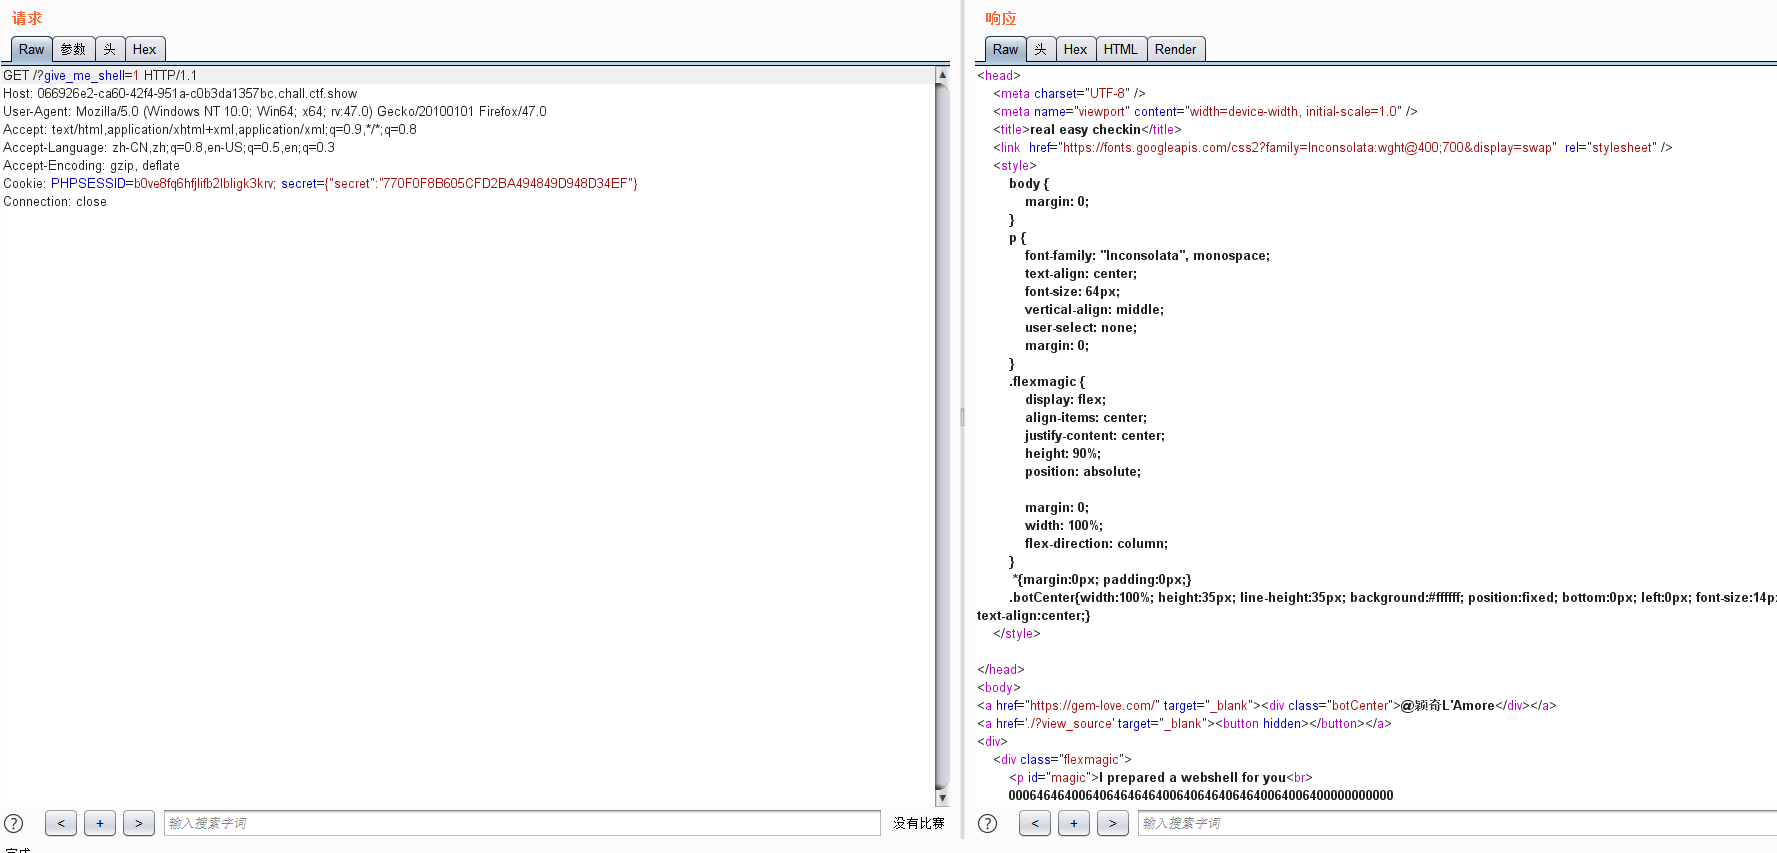 请求
Raw 参数 头 Hex
GET /?give_me_shell=1 HTTP/1.1
Host: 066926e2-ca60-42f4-951a-c0b3da1357bc.chall.ctf.show
User-Agent: Mozilla/5.0 (Windows NT 10.0; Win64; x64; rv:47.0) Gecko/20100101 Firefox/47.0
Accept: text/html,application/xhtml+xml,application/xml;q=0.9,*/*;q=0.8
Accept-Language: zh-CN,zh;q=0.8,en-US;q=0.5,en;q=0.3
Accept-Encoding: gzip, deflate
Cookie: PHPSESSID=b0ve8fq6hfjlifb2lbligk3krv; secret={"secret":"770F0F8B605CFD2BA494849D948D34EF"}
Connection: close
? < + > 输入搜索字词 没有比赛
完成
响应
Raw 头 Hex HTML Render
<head>
<meta charset="UTF-8" />
<meta name="viewport" content="width=device-width, initial-scale=1.0" />
<title>real easy checkin</title>
<link href="https://fonts.googleapis.com/css2?family=Inconsolata:wght@400;700&display=swap" rel="stylesheet" />
<style>
body {
margin: 0;
}
p {
font-family: "Inconsolata", monospace;
text-align: center;
font-size: 64px;
vertical-align: middle;
user-select: none;
margin: 0;
}
.flexmagic {
display: flex;
align-items: center;
justify-content: center;
height: 90%;
position: absolute;
margin: 0;
width: 100%;
flex-direction: column;
}
*{margin:0px; padding:0px;}
.botCenter{width:100%; height:35px; line-height:35px; background:#ffffff; position:fixed; bottom:0px; left:0px; font-size:14p
text-align:center;}
</style>
</head>
<body>
<a href="https://gem-love.com/" target="_blank"><div class="botCenter">@颖奇L'Amore</div></a>
<a href='./?view_source' target="_blank"><button hidden></button></a>
<div>
<div class="flexmagic">
<p id="magic">I prepared a webshell for you<br>
0006464640064064646464006406464064640064006400000000000
? < + > 输入搜索字词